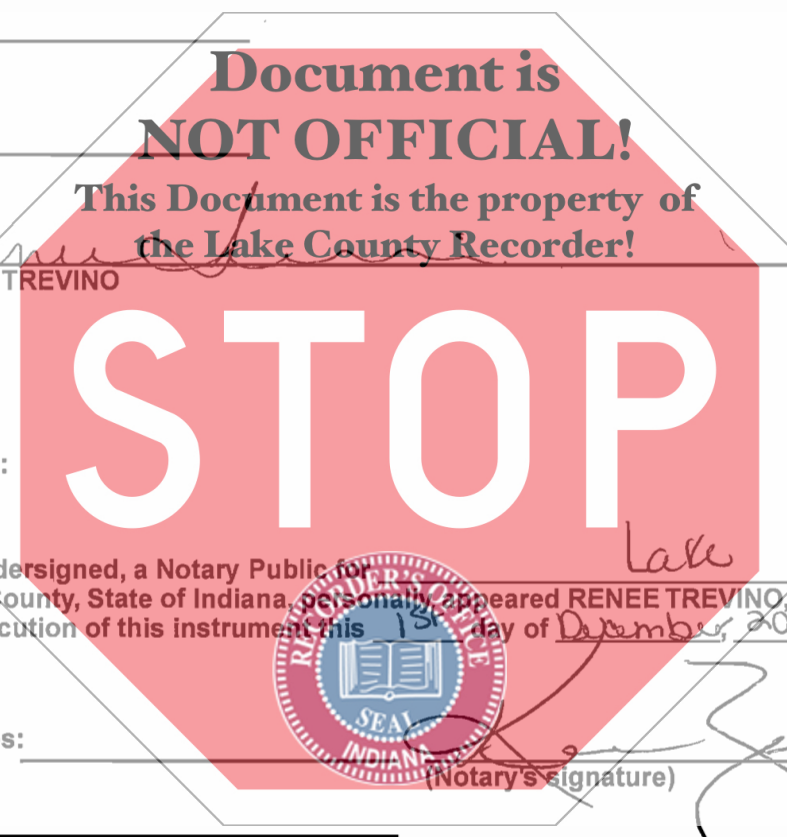 Document is
NOT OFFICIAL!
This Document is the property of
the Lake County Recorder!
TREVINO
STOP
:
Lake
dersigned, a Notary Public for
ounty, State of Indiana, personally appeared RENEE TREVINO,
cution of this instrument this 1st day of December, 20
RECORDER'S OFFICE
SEAL
INDIANA
s:
(Notary's signature)